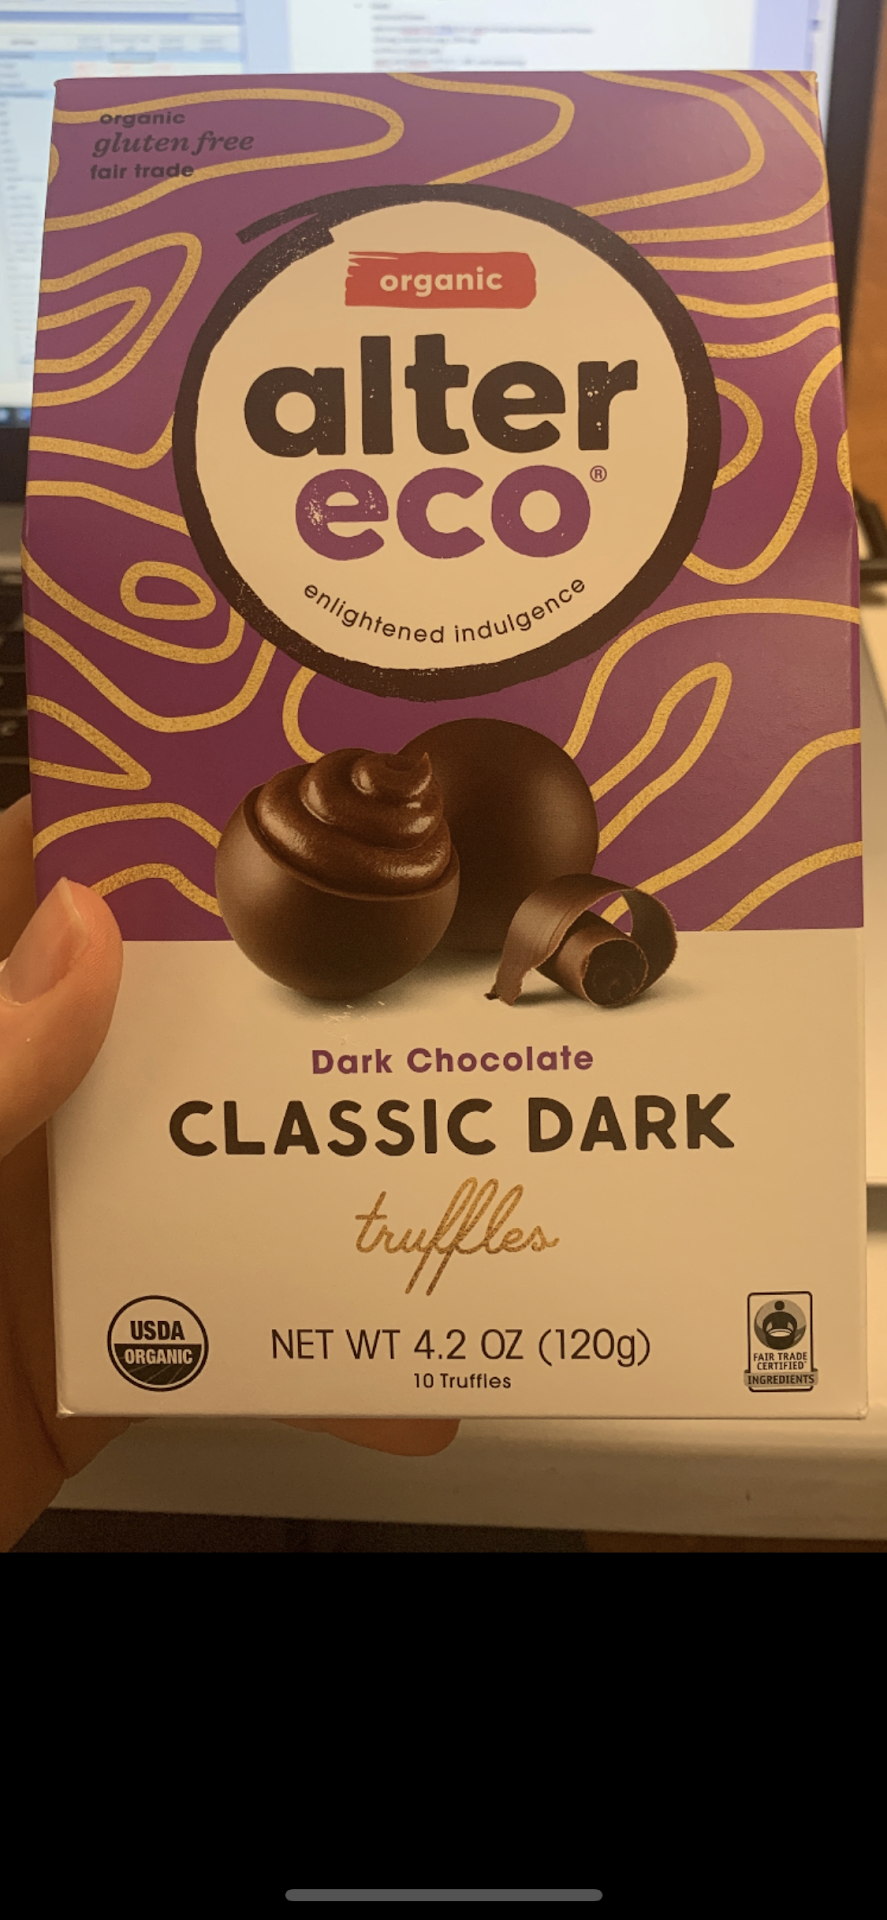 organic
gluten free
fair trade
organic
alter
eco®
enlightened indulgence
Dark Chocolate
CLASSIC DARK
truffles
USDA
ORGANIC
NET WT 4.2 OZ (120g)
10 Truffles
FAIR TRADE
CERTIFIED
INGREDIENTS